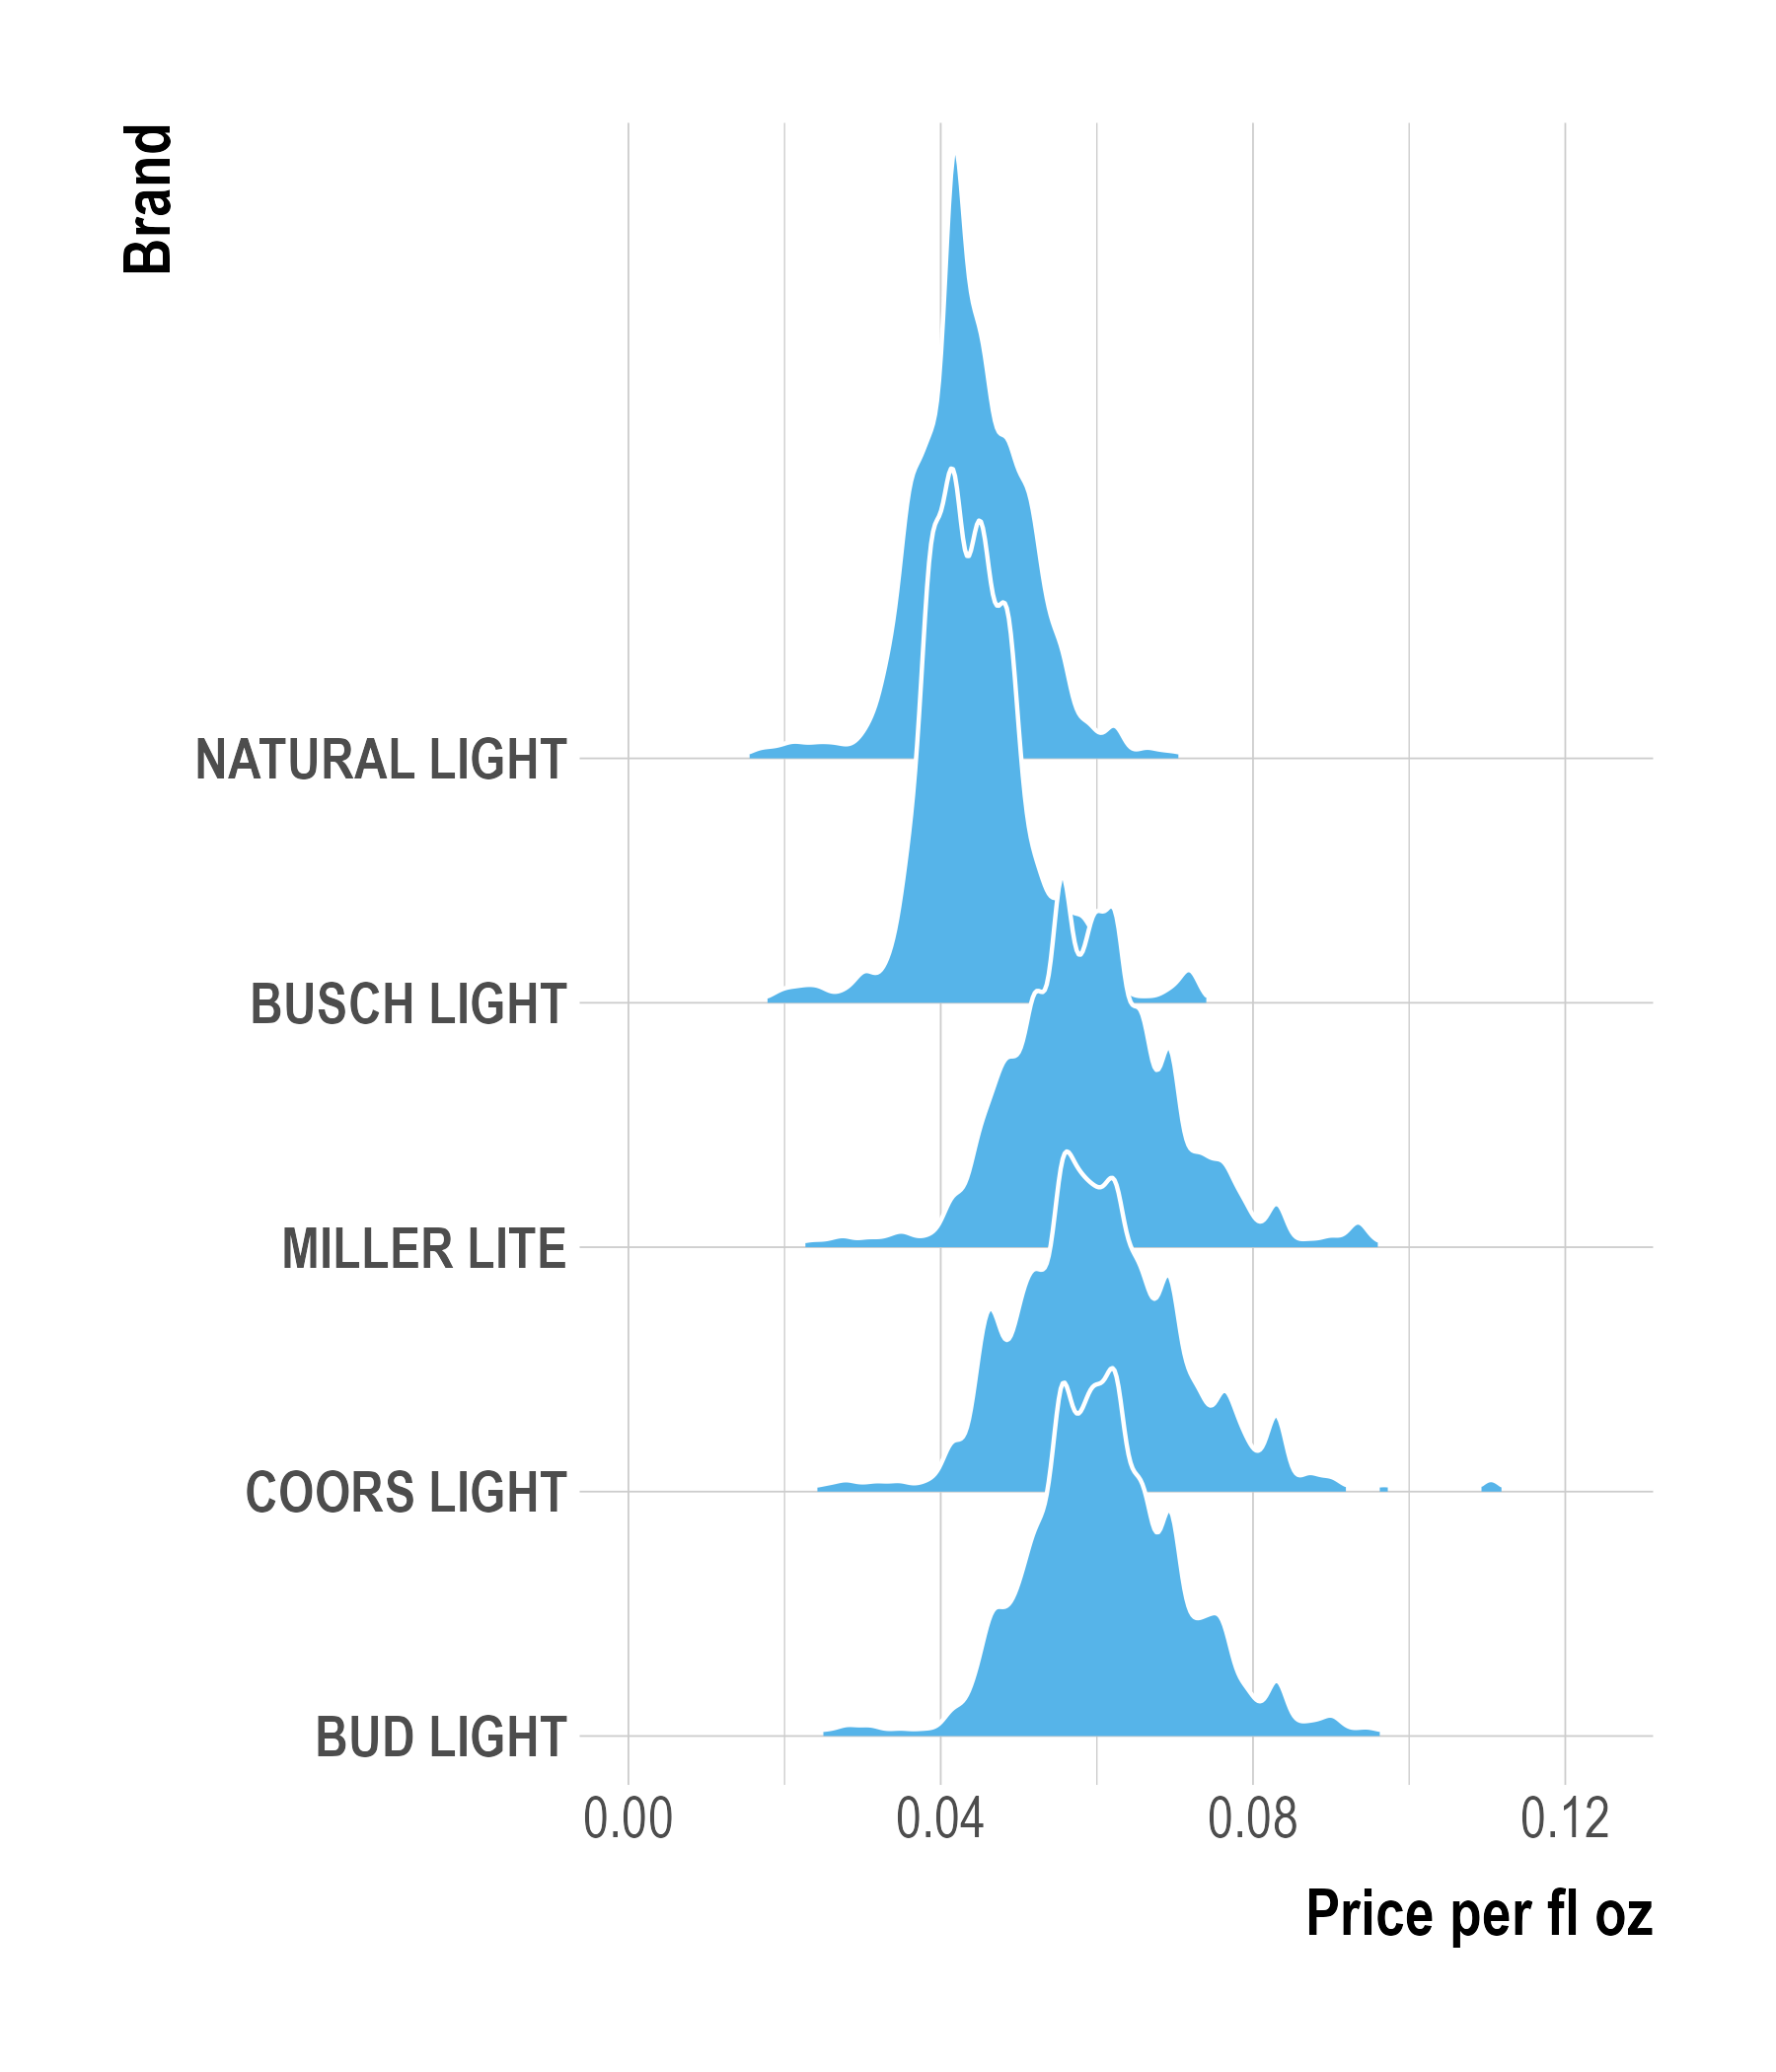 Brand
NATURAL LIGHT
BUSCH LIGHT
MILLER LITE
COORS LIGHT
BUD LIGHT
0.00 0.04 0.08 0.12
Price per fl oz